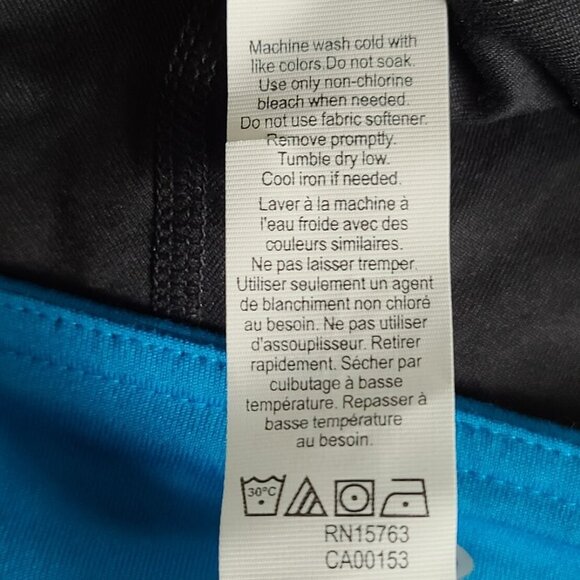 Machine wash cold with
like colors.Do not soak.
Use only non-chlorine
bleach when needed.
Do not use fabric softener.
Remove promptly.
Tumble dry low.
Cool iron if needed.
Laver à la machine à
l'eau froide avec des
couleurs similaires.
Ne pas laisser tremper.
Utiliser seulement un agent
de blanchiment non chloré
au besoin. Ne pas utiliser
d'assouplisseur. Retirer
rapidement. Sécher par
culbutage à basse
température. Repasser à
basse température
au besoin.
30°C
RN15763
CA00153